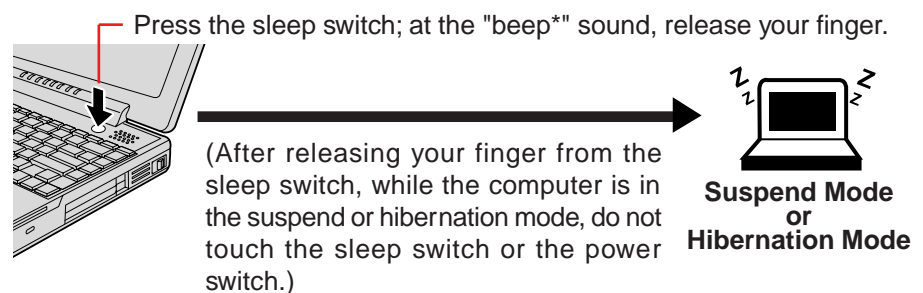 Press the sleep switch; at the "beep*" sound, release your finger.
(After releasing your finger from the
sleep switch, while the computer is in
the suspend or hibernation mode, do not
touch the sleep switch or the power
switch.)
Z
Z
Z
Z
Suspend Mode
or
Hibernation Mode